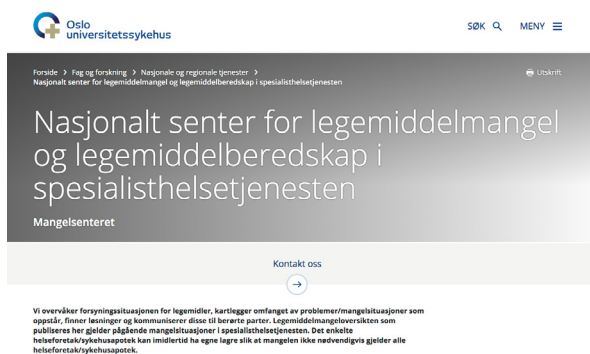 Oslo
universitetssykehus
SØK
MENY
Forside > Fag og forskning > Nasjonale og regionale tjenester >
Nasjonalt senter for legemiddelmangel og legemiddelberedskap i spesialisthelsetjenesten
Utskrift
Nasjonalt senter for legemiddelmangel
og legemiddelberedskap i
spesialisthelsetjenesten
Mangelsenteret
Kontakt oss
Vi overvåker forsyningssituasjonen for legemidler, kartlegger omfanget av problemer/mangelsituasjoner som
oppstår, finner løsninger og kommuniserer disse til berørte parter. Legemiddelmangeloversikten som
publiseres her gjelder pågående mangelsituasjoner i spesialisthelsetjenesten. Det enkelte
helseforetak/sykehusapotek kan imidlertid ha egne lagre slik at mangelen ikke nødvendigvis gjelder alle
helseforetak/sykehusapotek.